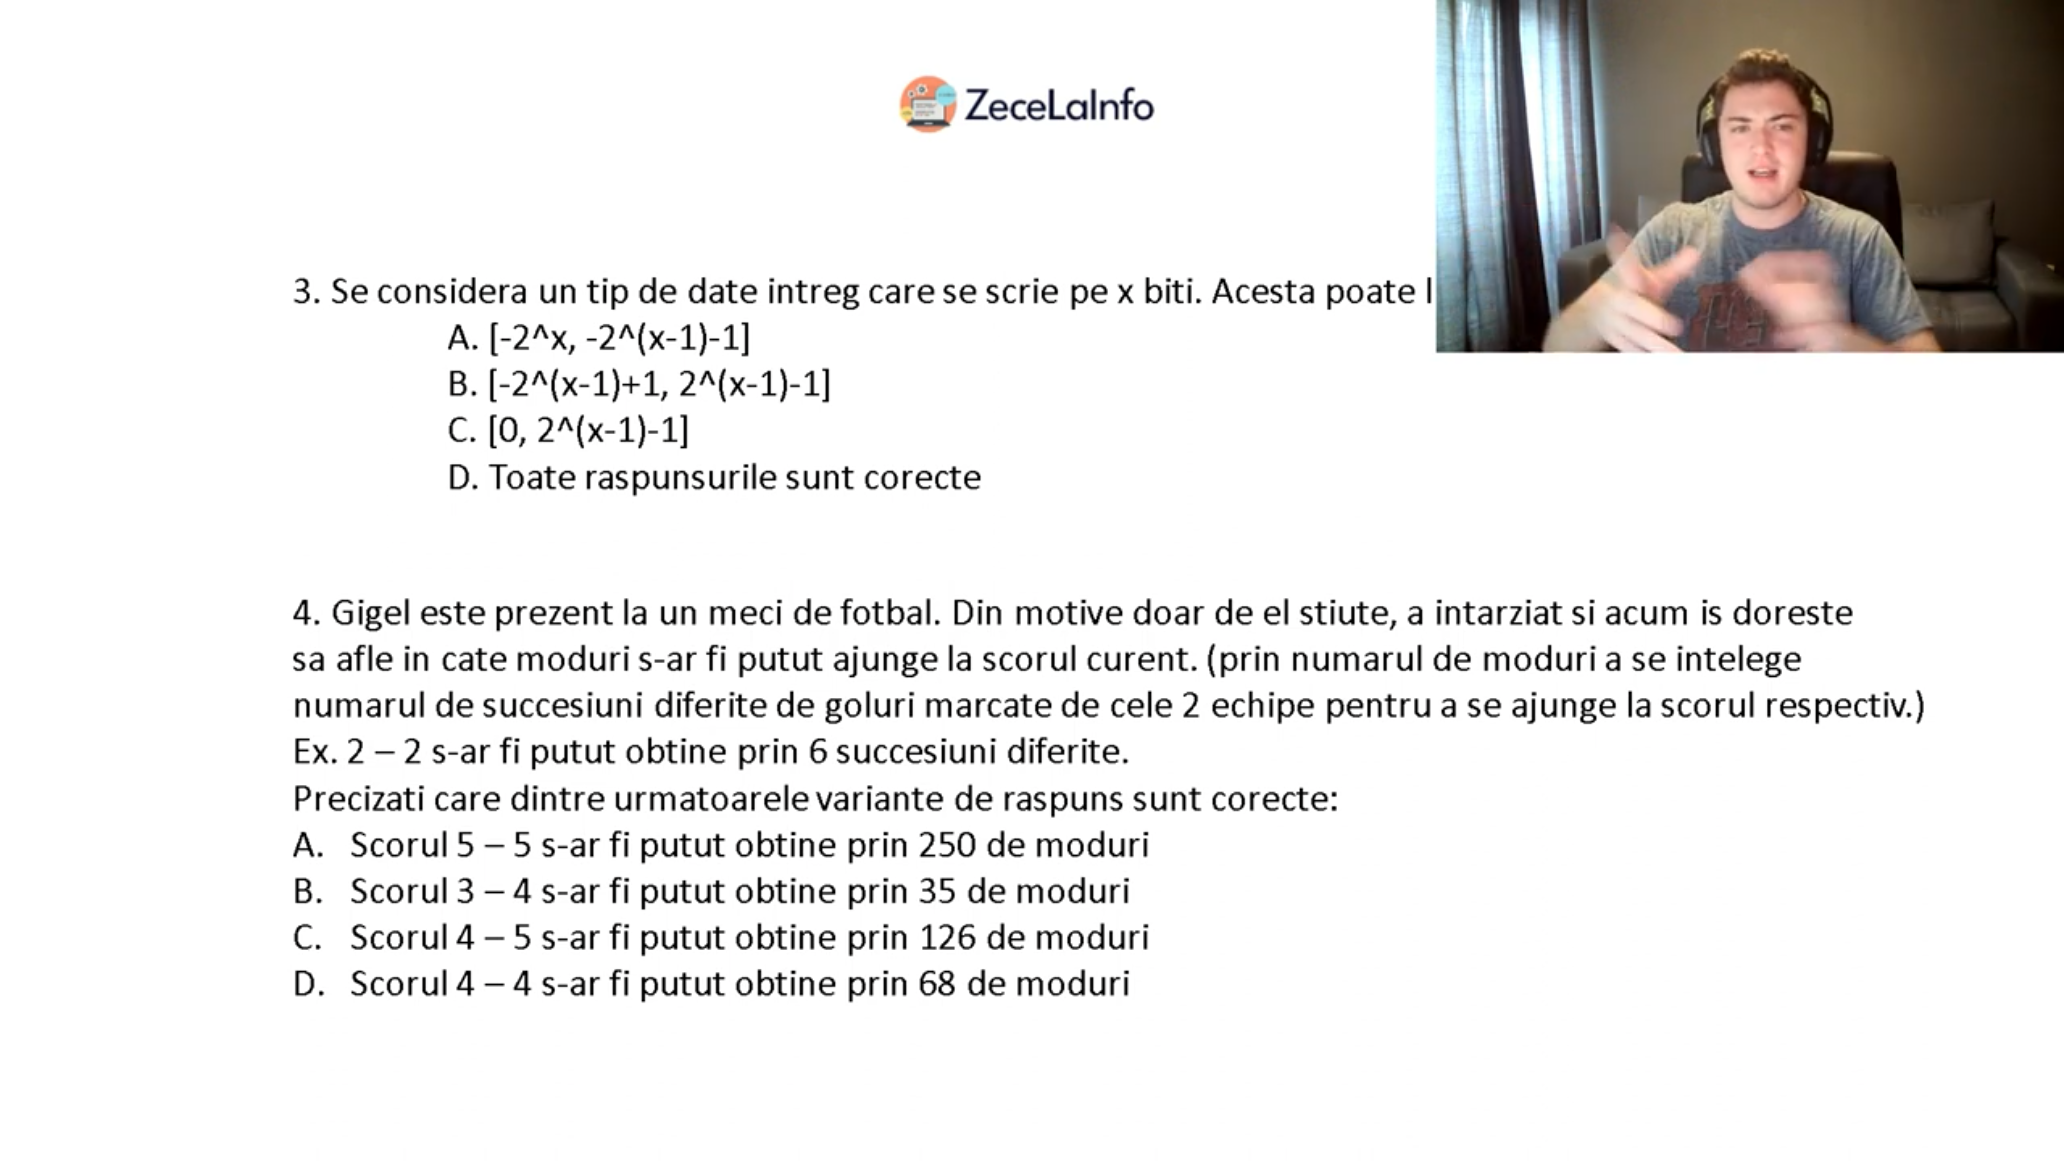 ZeceLaInfo
3. Se considera un tip de date intreg care se scrie pe x biti. Acesta poate
A. [-2^x, -2^(x-1)-1]
B. [-2^(x-1)+1, 2^(x-1)-1]
C. [0, 2^(x-1)-1]
D. Toate raspunsurile sunt corecte
4. Gigel este prezent la un meci de fotbal. Din motive doar de el stiute, a intarziat si acum is doreste
sa afle in cate moduri s-ar fi putut ajunge la scorul curent. (prin numarul de moduri a se intelege
numarul de succesiuni diferite de goluri marcate de cele 2 echipe pentru a se ajunge la scorul respectiv.)
Ex. 2 – 2 s-ar fi putut obtine prin 6 succesiuni diferite.
Precizati care dintre urmatoarele variante de raspuns sunt corecte:
A. Scorul 5 – 5 s-ar fi putut obtine prin 250 de moduri
B. Scorul 3 – 4 s-ar fi putut obtine prin 35 de moduri
C. Scorul 4 – 5 s-ar fi putut obtine prin 126 de moduri
D. Scorul 4 – 4 s-ar fi putut obtine prin 68 de moduri